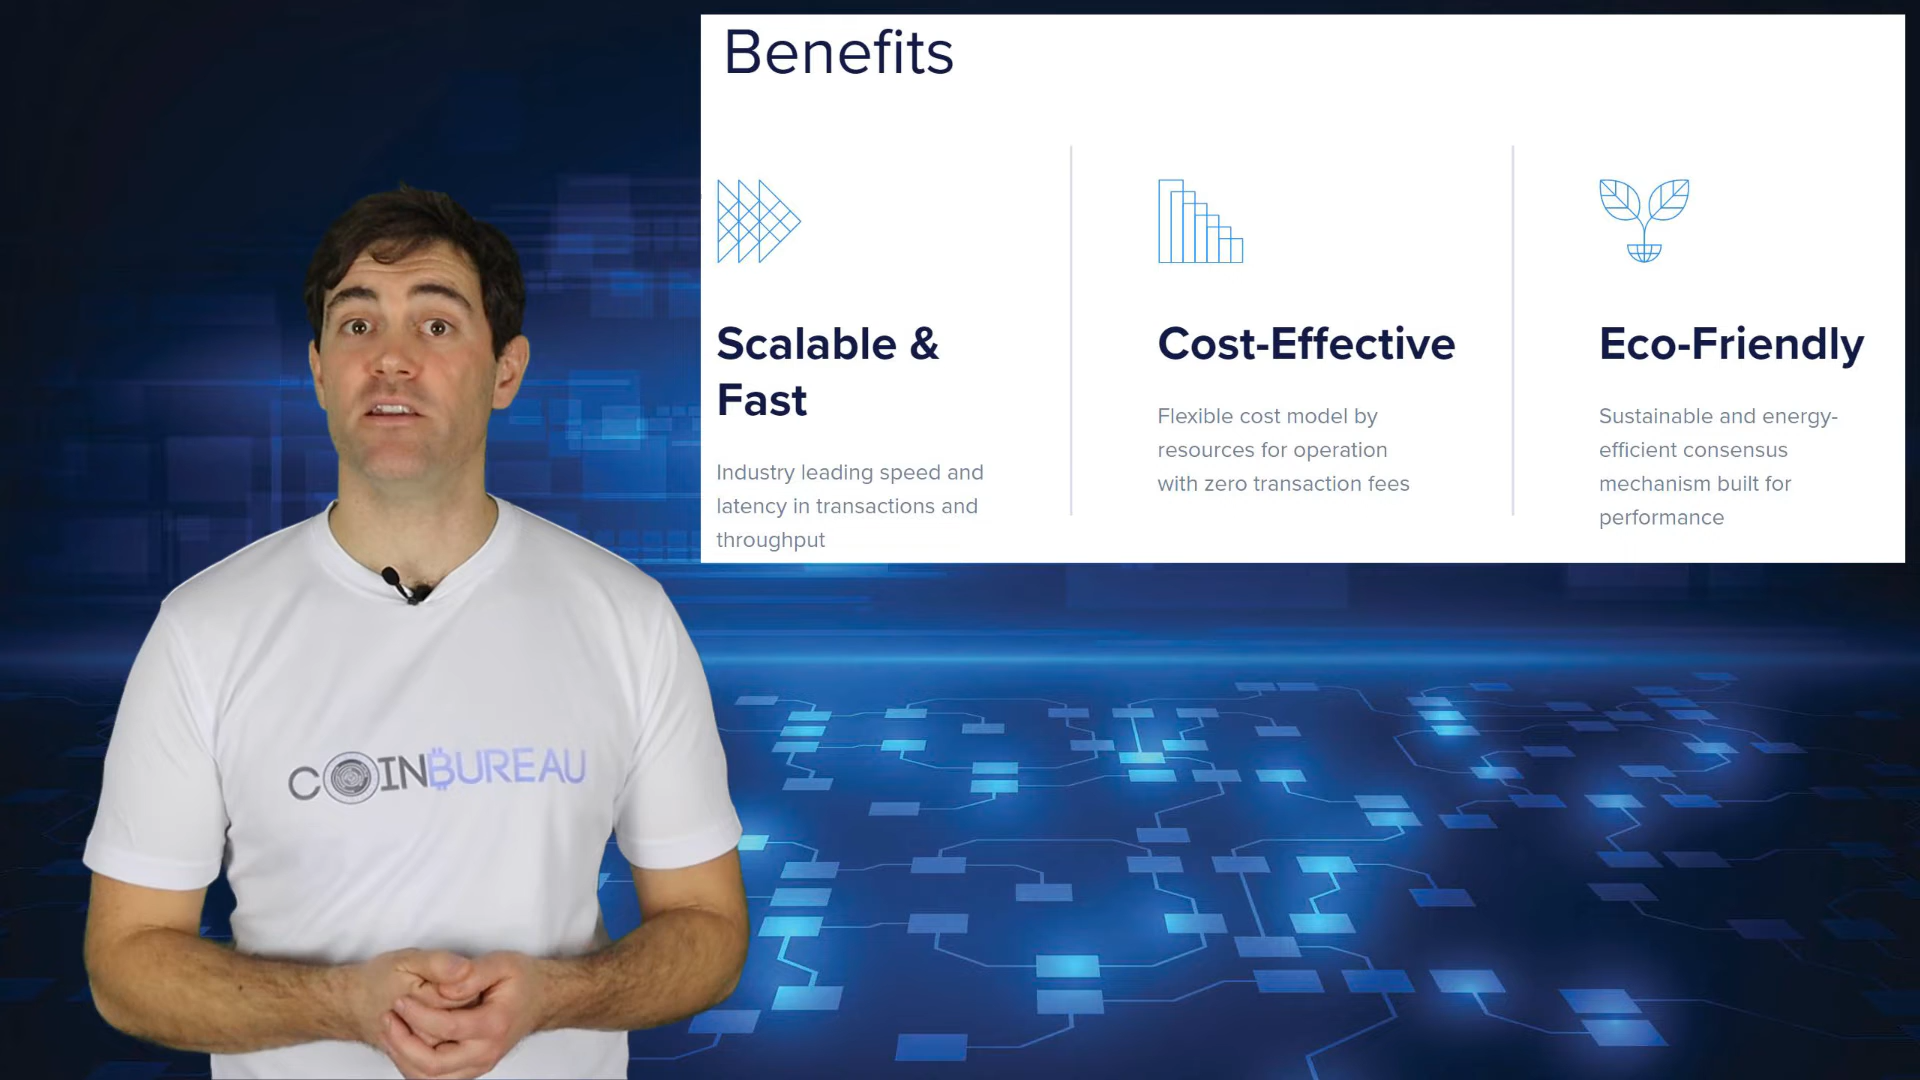 Benefits
Scalable &
Fast
Industry leading speed and
latency in transactions and
throughput
Cost-Effective
Flexible cost model by
resources for operation
with zero transaction fees
Eco-Friendly
Sustainable and energy-
efficient consensus
mechanism built for
performance
COINBUREAU